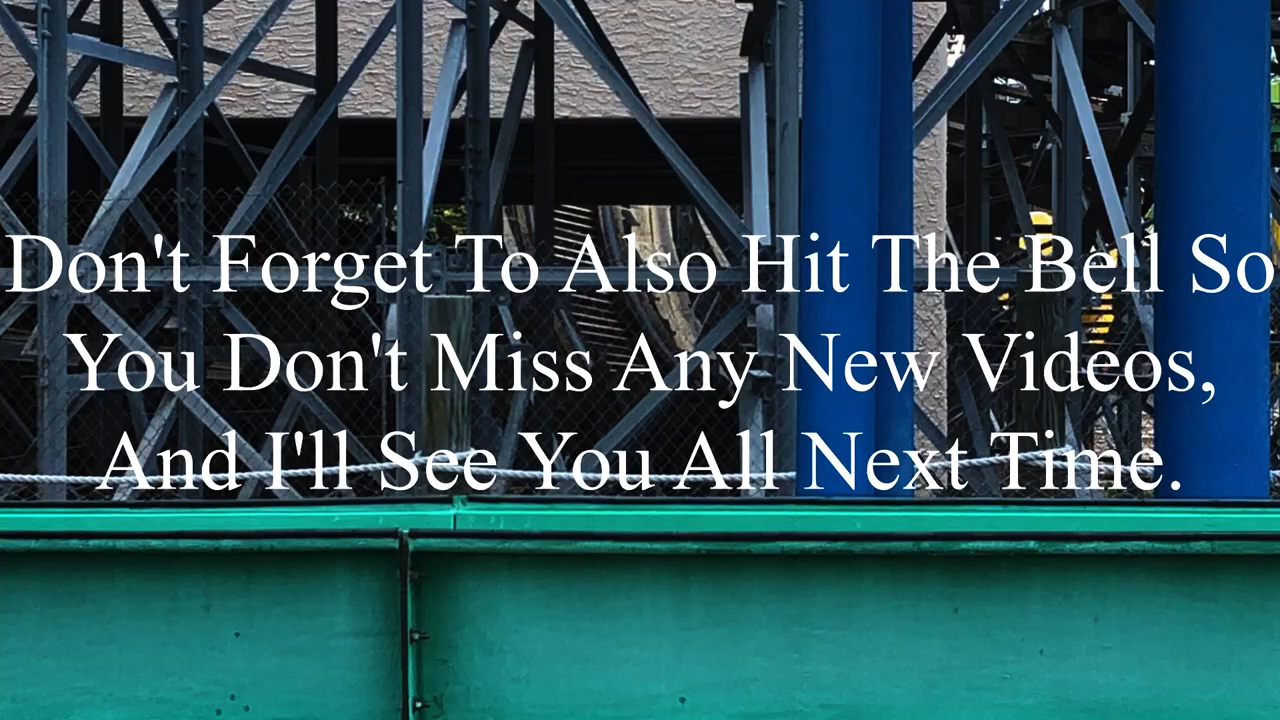 Don't Forget To Also Hit The Bell So
You Don't Miss Any New Videos,
And I'll See You All Next Time.